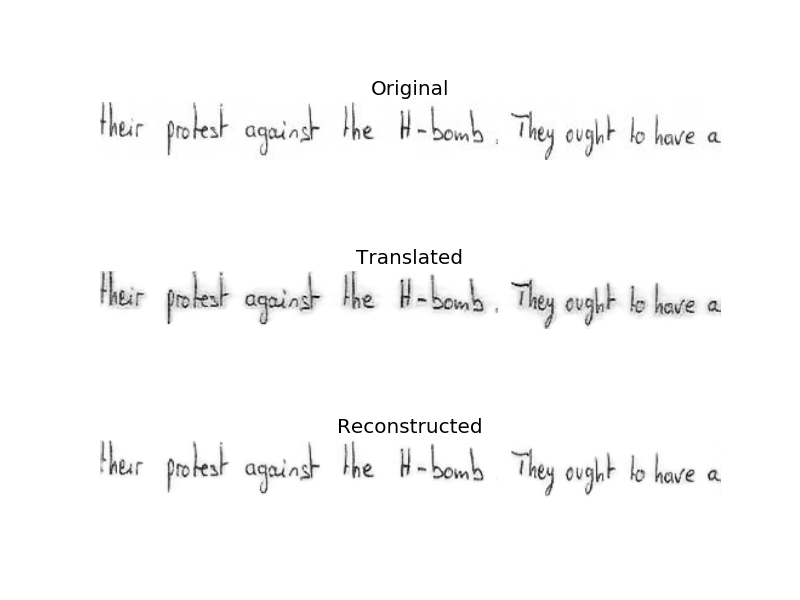 Original
their protest against the H-bomb. They ought to have a
Translated
their protest against the H-bomb. They ought to have a
Reconstructed
their protest against the H-bomb They ought to have a